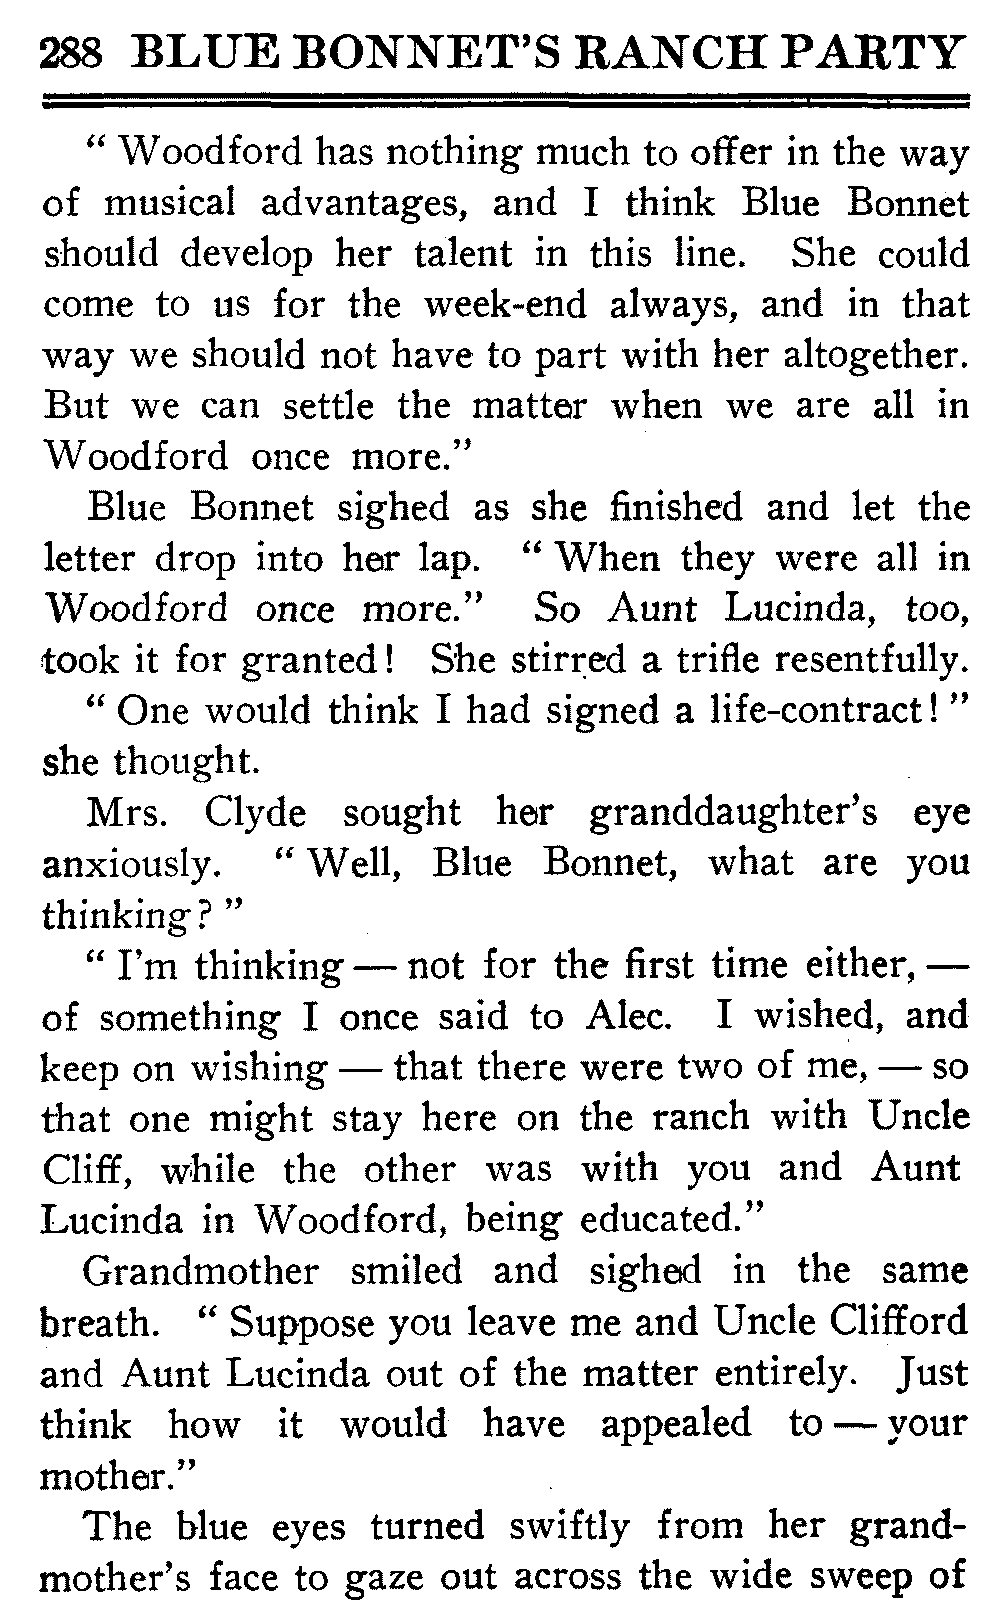 288 BLUE BONNET'S RANCH PARTY
" Woodford has nothing much to offer in the way
of musical advantages, and I think Blue Bonnet
should develop her talent in this line. She could
come to us for the week-end always, and in that
way we should not have to part with her altogether.
But we can settle the matter when we are all in
Woodford once more."
Blue Bonnet sighed as she finished and let the
letter drop into her lap. " When they were all in
Woodford once more." So Aunt Lucinda, too,
took it for granted! She stirred a trifle resentfully.
" One would think I had signed a life-contract! "
she thought.
Mrs. Clyde sought her granddaughter's eye
anxiously. " Well, Blue Bonnet, what are you
thinking? "
" I'm thinking — not for the first time either, —
of something I once said to Alec. I wished, and
keep on wishing — that there were two of me, — so
that one might stay here on the ranch with Uncle
Cliff, while the other was with you and Aunt
Lucinda in Woodford, being educated."
Grandmother smiled and sighed in the same
breath. " Suppose you leave me and Uncle Clifford
and Aunt Lucinda out of the matter entirely. Just
think how it would have appealed to — your
mother."
The blue eyes turned swiftly from her grand-
mother's face to gaze out across the wide sweep of